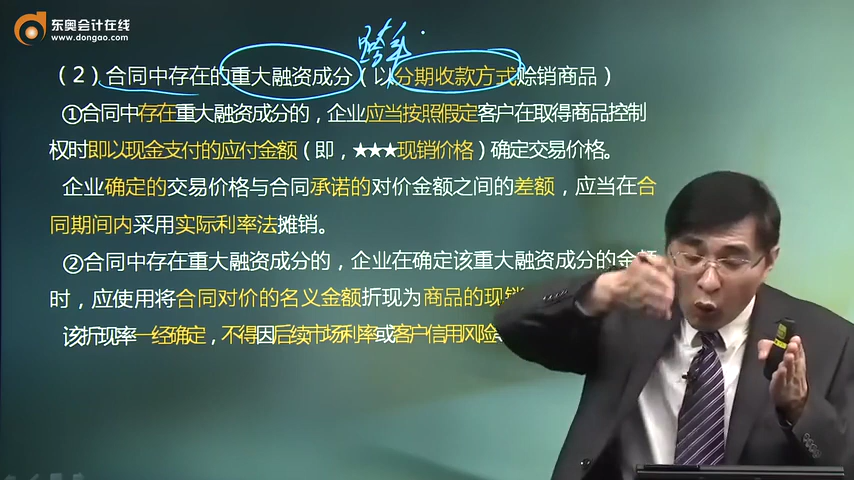 东奥会计在线
www.dongao.com
跨年
(2)合同中存在的重大融资成分(以分期收款方式赊销商品)
①合同中存在重大融资成分的，企业应当按照假定客户在取得商品控制
权时即以现金支付的应付金额(即，★★★现销价格)确定交易价格。
企业确定的交易价格与合同承诺的对价金额之间的差额，应当在合
同期间内采用实际利率法摊销。
②合同中存在重大融资成分的，企业在确定该重大融资成分的金额
时，应使用将合同对价的名义金额折现为商品的现销
该折现率一经确定，不得因后续市场利率或客户信用风险